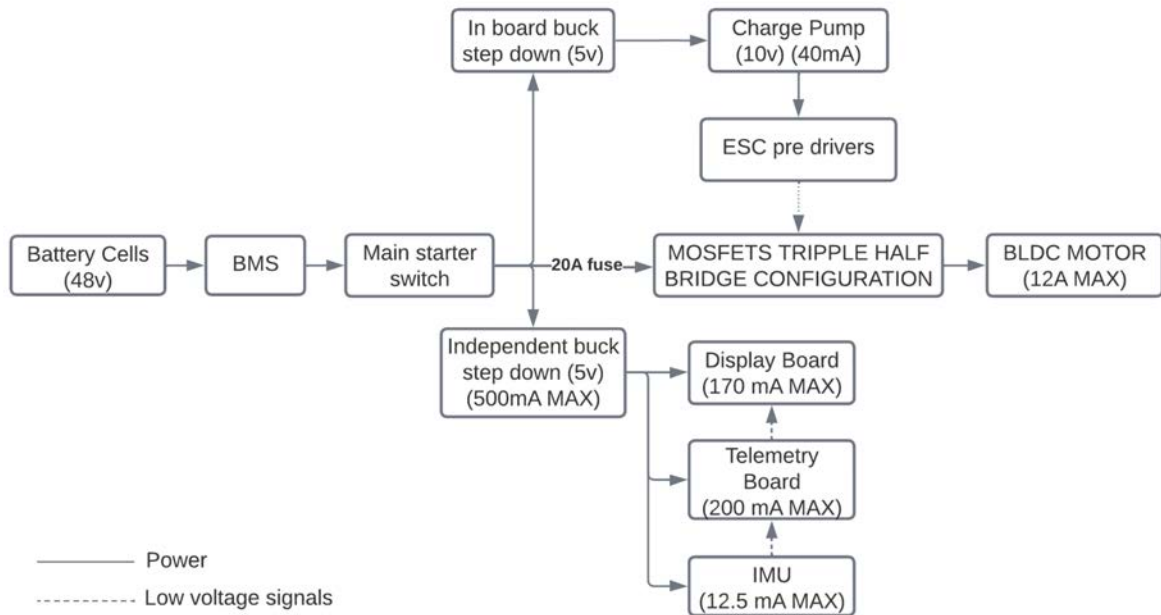 In board buck
step down (5v)
Charge Pump
(10v) (40mA)
ESC pre drivers
Battery Cells
(48v)
BMS
Main starter
switch
20A fuse
MOSFETS TRIPPLE HALF
BRIDGE CONFIGURATION
BLDC MOTOR
(12A MAX)
Independent buck
step down (5v)
(500mA MAX)
Display Board
(170 mA MAX)
Telemetry
Board
(200 mA MAX)
IMU
(12.5 mA MAX)
Power
Low voltage signals